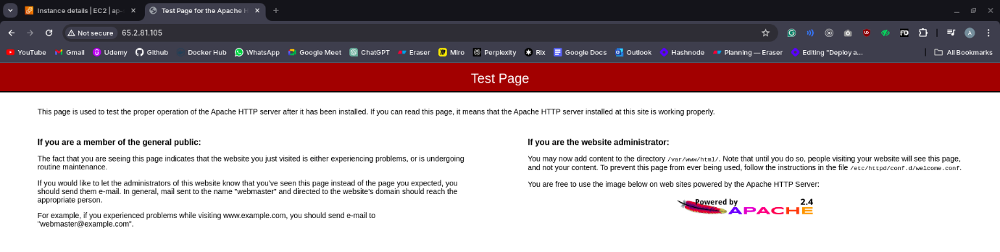 Instance details | EC2 | ap-
Test Page for the Apache H
Not secure
65.2.81.105
YouTube
Gmail
Udemy
Github
Docker Hub
WhatsApp
Google Meet
ChatGPT
Eraser
Miro
Perplexity
Rix
Google Docs
Outlook
Hashnode
Planning — Eraser
Editing "Deploy a...
All Bookmarks
Test Page
This page is used to test the proper operation of the Apache HTTP server after it has been installed. If you can read this page, it means that the Apache HTTP server installed at this site is working properly.
If you are a member of the general public:
The fact that you are seeing this page indicates that the website you just visited is either experiencing problems, or is undergoing
routine maintenance.
If you would like to let the administrators of this website know that you've seen this page instead of the page you expected, you
should send them e-mail. In general, mail sent to the name "webmaster" and directed to the website's domain should reach the
appropriate person.
For example, if you experienced problems while visiting www.example.com, you should send e-mail to
"webmaster@example.com".
If you are the website administrator:
You may now add content to the directory /var/www/html/. Note that until you do so, people visiting your website will see this page,
and not your content. To prevent this page from ever being used, follow the instructions in the file /etc/httpd/conf.d/welcome.conf.
You are free to use the image below on web sites powered by the Apache HTTP Server:
Powered by 2.4
APACHE